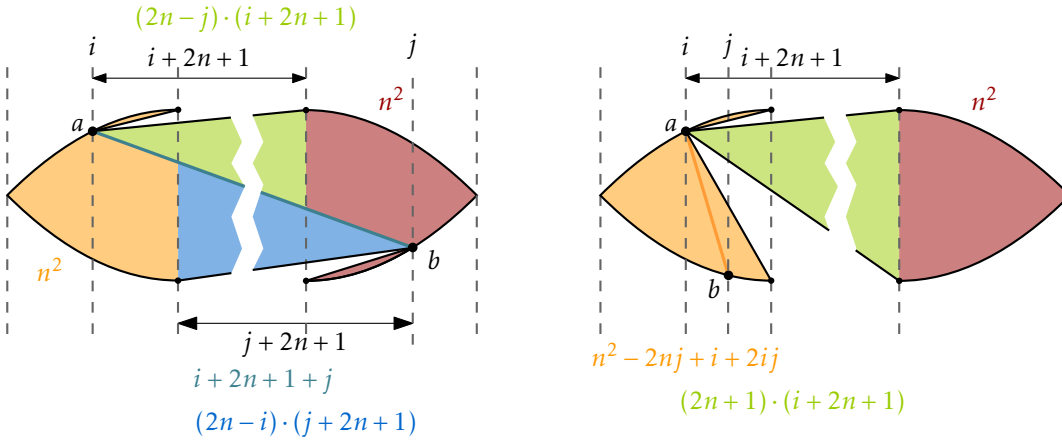 (2n−j)·(i+2n+1)
i
j
i+2n+1
n²
a
n²
b
j+2n+1
i+2n+1+j
(2n−i)·(j+2n+1)
i
j
i+2n+1
n²
a
b
n²−2nj+i+2ij
(2n+1)·(i+2n+1)